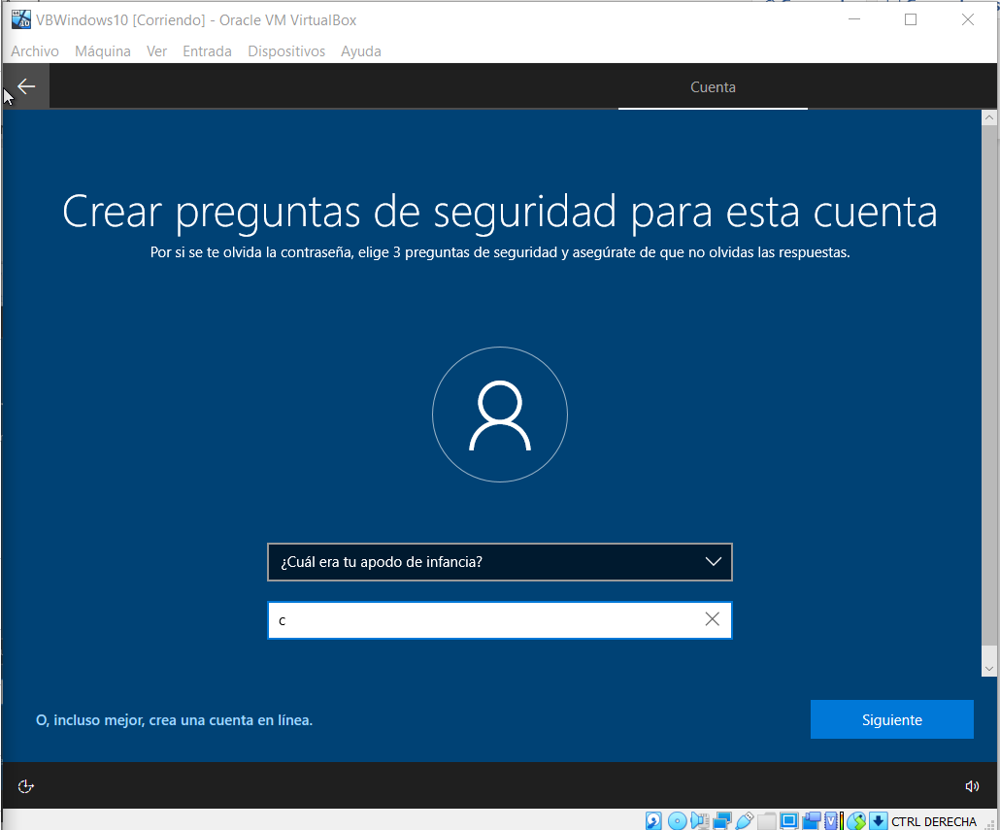 VBWindows10 [Corriendo] - Oracle VM VirtualBox
Archivo Máquina Ver Entrada Dispositivos Ayuda
Cuenta
Crear preguntas de seguridad para esta cuenta
Por si se te olvida la contraseña, elige 3 preguntas de seguridad y asegúrate de que no olvidas las respuestas.
¿Cuál era tu apodo de infancia?
c
O, incluso mejor, crea una cuenta en línea.
Siguiente
CTRL DERECHA